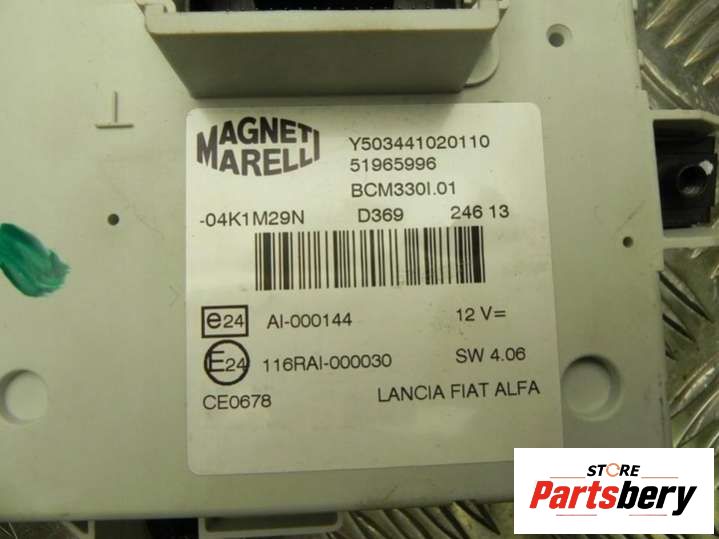 MAGNETI
MARELLI
Y503441020110
51965996
BCM330I.01
-04K1M29N D369 246 13
e24 AI-000144 12 V=
E24 116RAI-000030 SW 4.06
CE0678 LANCIA FIAT ALFA
STORE
Partsbery